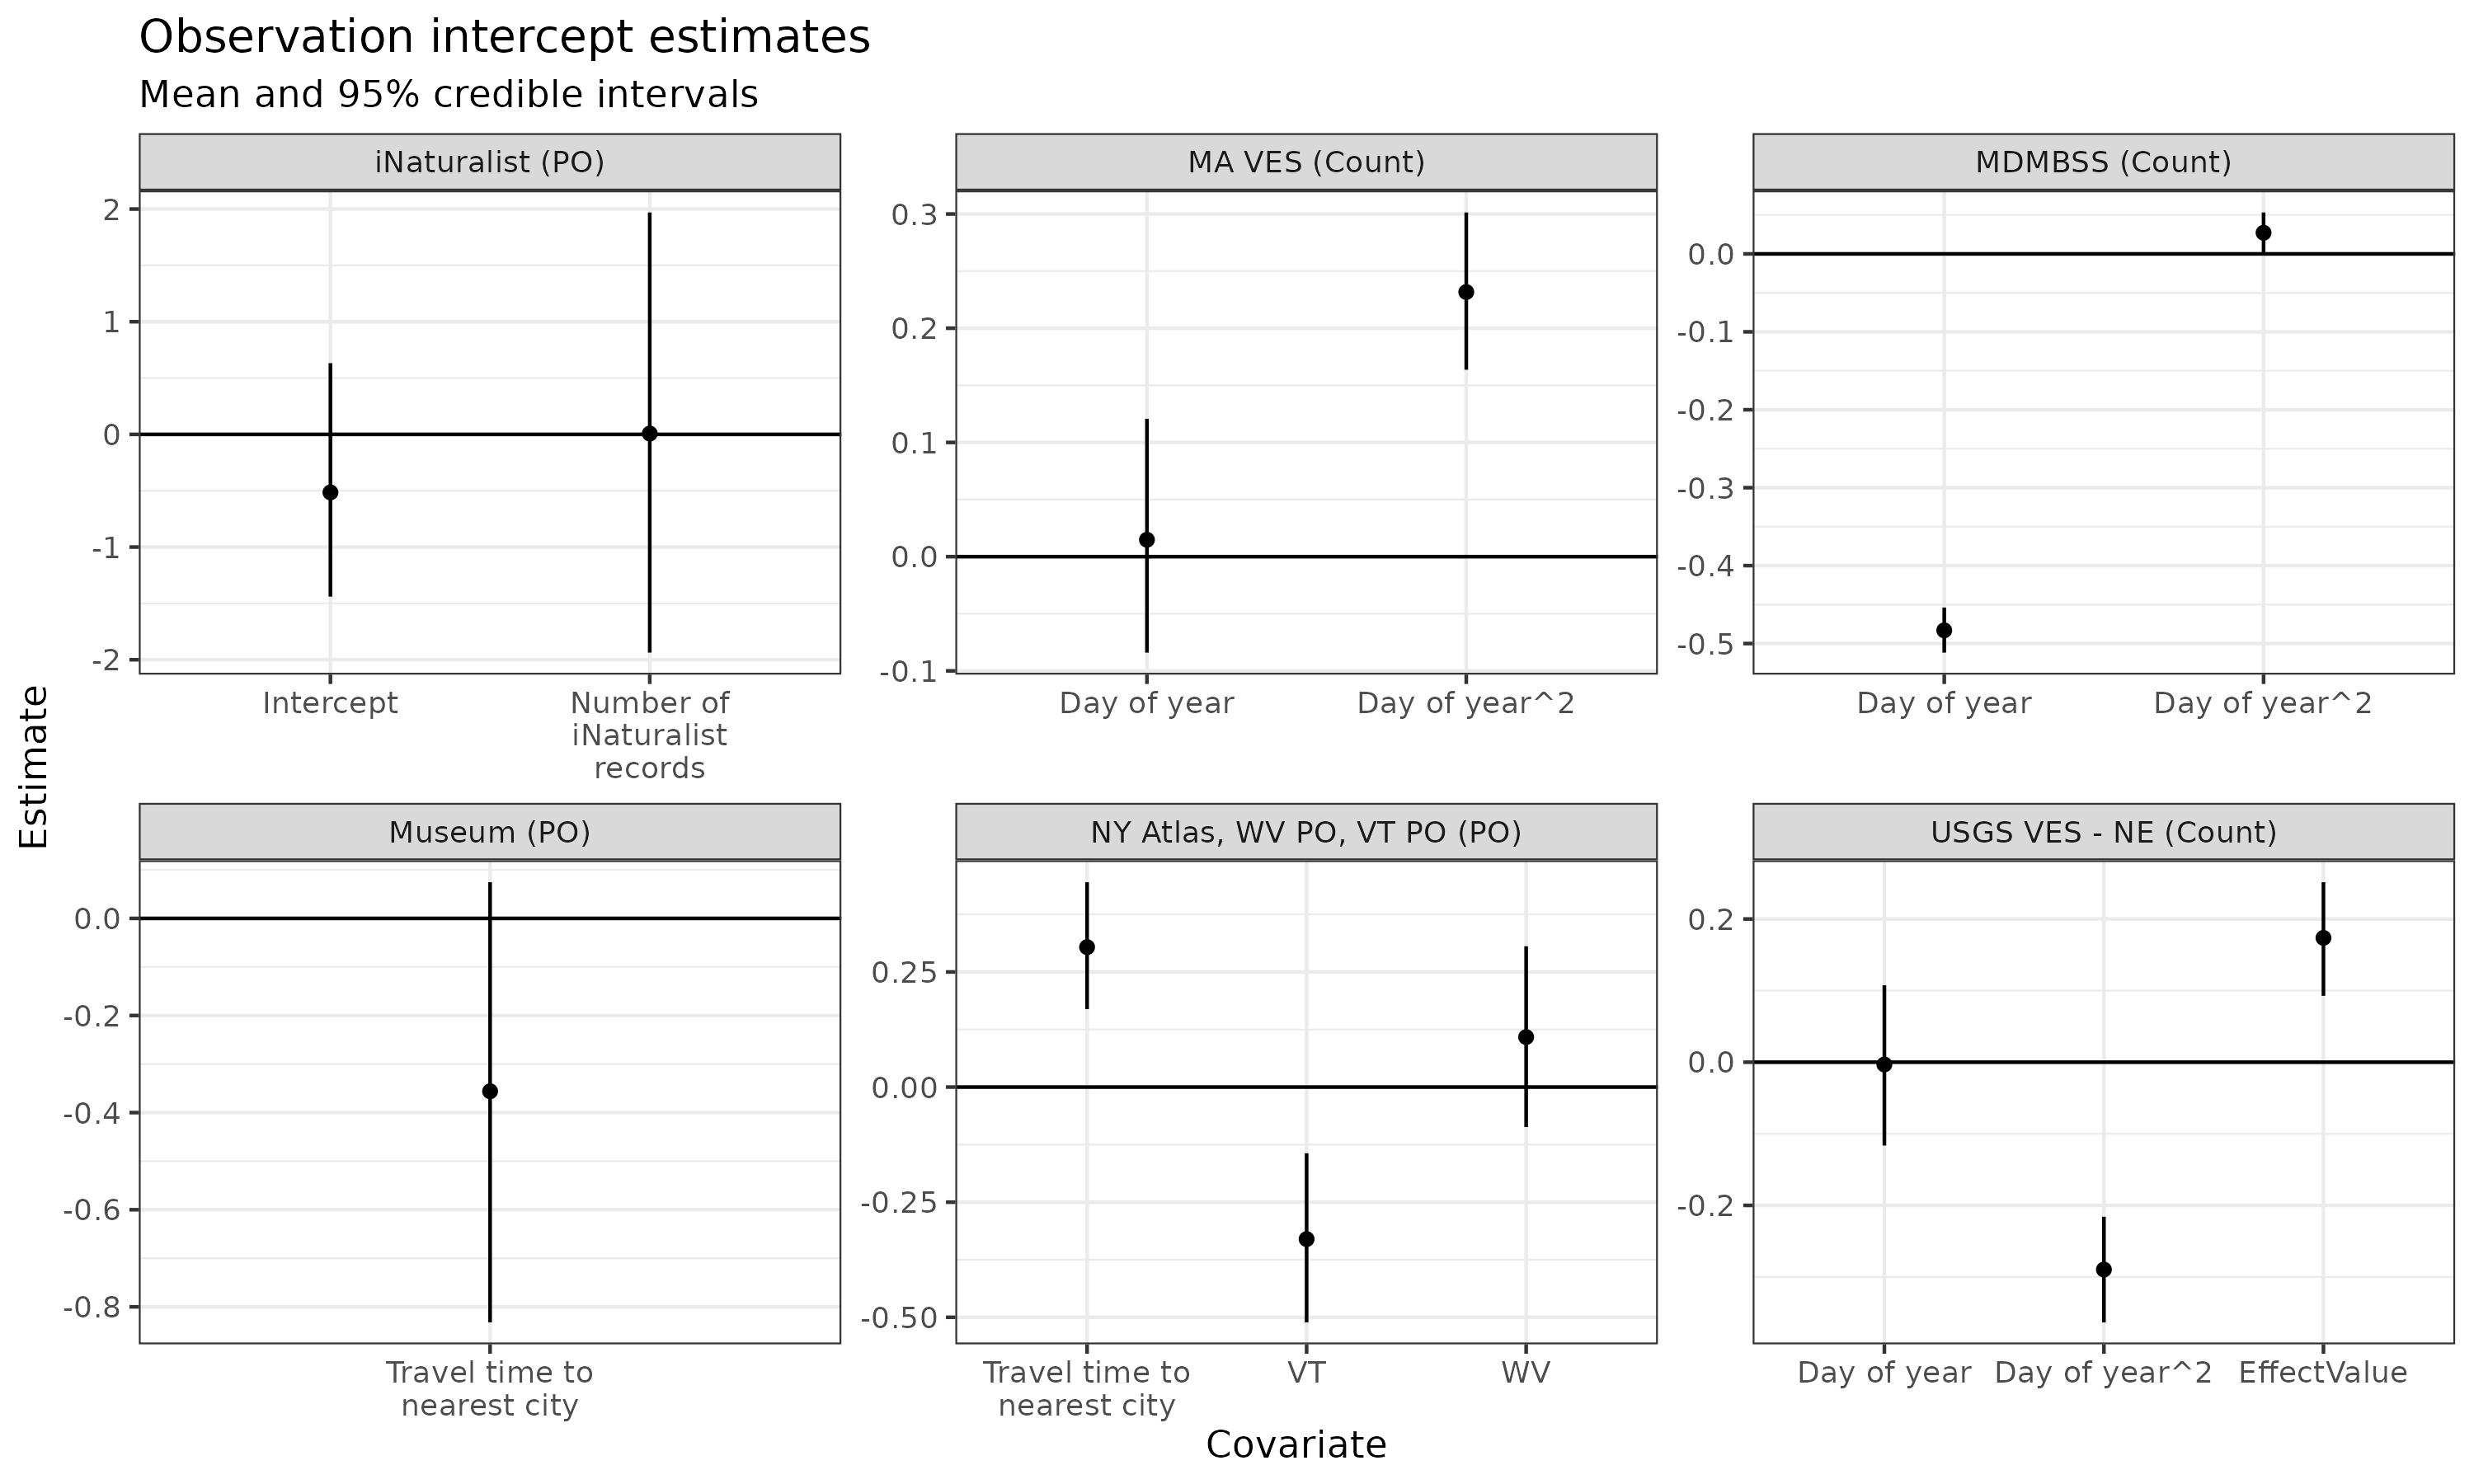 Observation intercept estimates
Mean and 95% credible intervals
Estimate
iNaturalist (PO)
2
1
0
-1
-2
Intercept
Number of
iNaturalist
records
MA VES (Count)
0.3
0.2
0.1
0.0
-0.1
Day of year
Day of year^2
MDMBSS (Count)
0.0
-0.1
-0.2
-0.3
-0.4
-0.5
Day of year
Day of year^2
Museum (PO)
0.0
-0.2
-0.4
-0.6
-0.8
Travel time to
nearest city
NY Atlas, WV PO, VT PO (PO)
0.25
0.00
-0.25
-0.50
Travel time to
nearest city
VT
WV
USGS VES - NE (Count)
0.2
0.0
-0.2
Day of year
Day of year^2
EffectValue
Covariate